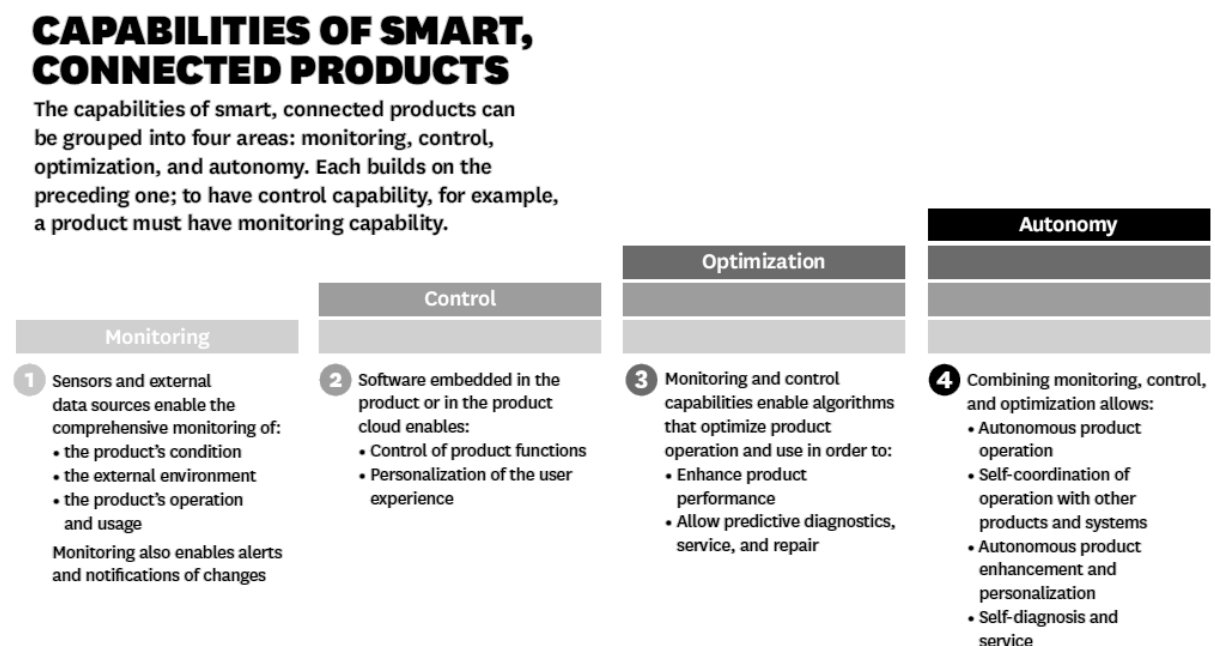 CAPABILITIES OF SMART,
CONNECTED PRODUCTS
The capabilities of smart, connected products can
be grouped into four areas: monitoring, control,
optimization, and autonomy. Each builds on the
preceding one; to have control capability, for example,
a product must have monitoring capability.
Monitoring
1 Sensors and external
data sources enable the
comprehensive monitoring of:
• the product's condition
• the external environment
• the product's operation
and usage
Monitoring also enables alerts
and notifications of changes
Control
2 Software embedded in the
product or in the product
cloud enables:
• Control of product functions
• Personalization of the user
experience
Optimization
3 Monitoring and control
capabilities enable algorithms
that optimize product
operation and use in order to:
• Enhance product
performance
• Allow predictive diagnostics,
service, and repair
Autonomy
4 Combining monitoring, control,
and optimization allows:
• Autonomous product
operation
• Self-coordination of
operation with other
products and systems
• Autonomous product
enhancement and
personalization
• Self-diagnosis and
service